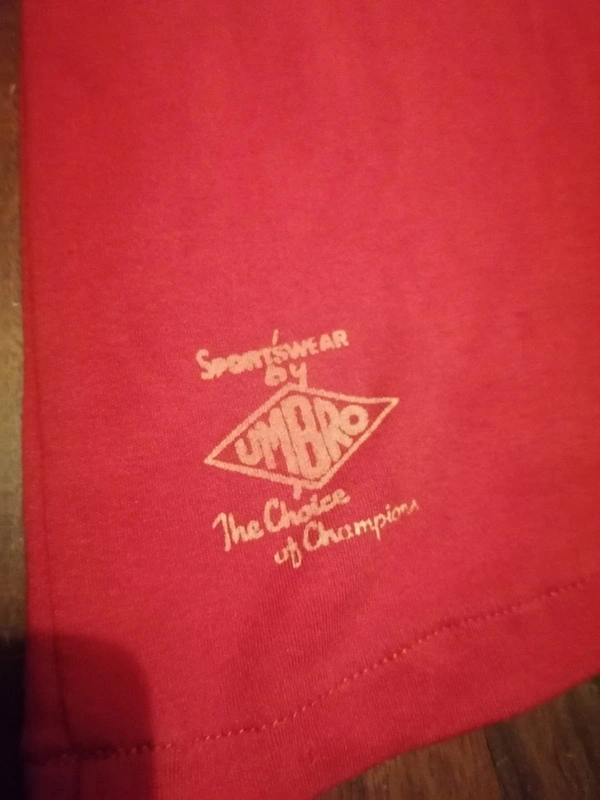 SPORTSWEAR
by
UMBRO
The Choice
of Champions